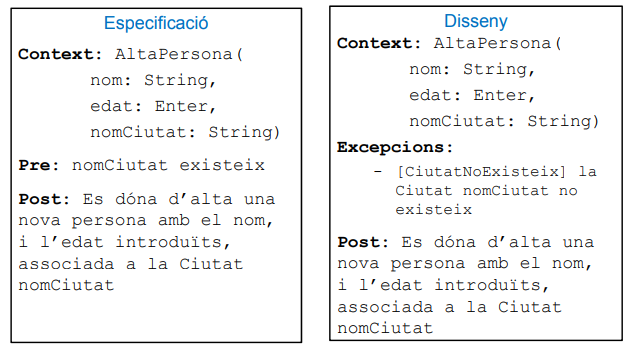 Especificació
Context: AltaPersona(
nom: String,
edat: Enter,
nomCiutat: String)
Pre: nomCiutat existeix
Post: Es dóna d'alta una
nova persona amb el nom,
i l'edat introduïts,
associada a la Ciutat
nomCiutat
Disseny
Context: AltaPersona(
nom: String,
edat: Enter,
nomCiutat: String)
Excepcions:
- [CiutatNoExisteix] la
Ciutat nomCiutat no
existeix
Post: Es dóna d'alta una
nova persona amb el nom,
i l'edat introduïts,
associada a la Ciutat
nomCiutat